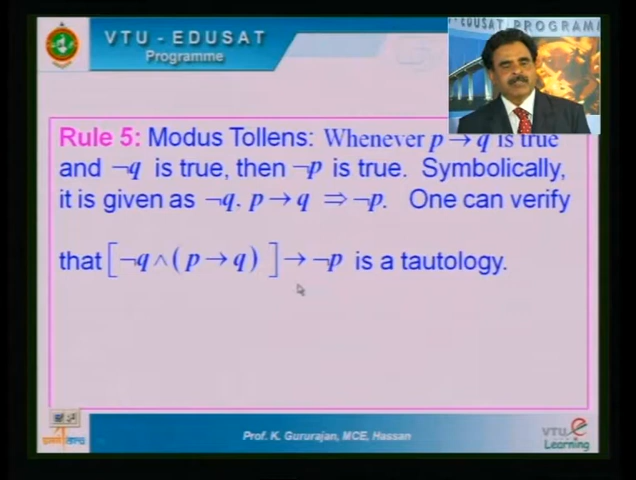 VTU - EDUSAT
Programme
EDUSAT PROGRAM
Rule 5: Modus Tollens: Whenever p → q is true
and ¬q is true, then ¬p is true. Symbolically,
it is given as ¬q, p → q ⇒ ¬p. One can verify
that [¬q ∧ (p → q) ] → ¬p is a tautology.
Prof. K. Gururajan, MCE, Hassan
VTU e
Learning